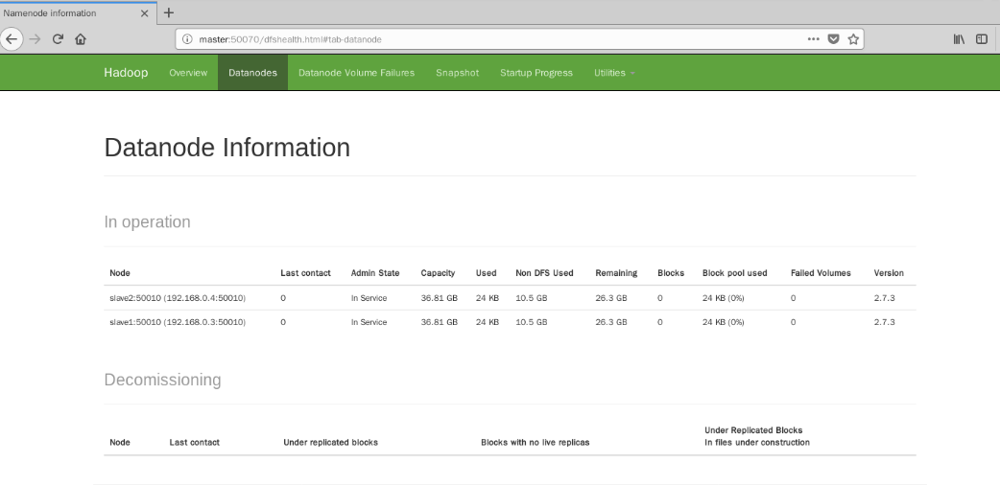 Namenode information
master:50070/dfshealth.html#tab-datanode
Hadoop Overview Datanodes Datanode Volume Failures Snapshot Startup Progress Utilities
Datanode Information
In operation
Node Last contact Admin State Capacity Used Non DFS Used Remaining Blocks Block pool used Failed Volumes Version
slave2:50010 (192.168.0.4:50010) 0 In Service 36.81 GB 24 KB 10.5 GB 26.3 GB 0 24 KB (0%) 0 2.7.3
slave1:50010 (192.168.0.3:50010) 0 In Service 36.81 GB 24 KB 10.5 GB 26.3 GB 0 24 KB (0%) 0 2.7.3
Decomissioning
Node Last contact Under replicated blocks Blocks with no live replicas Under Replicated Blocks
In files under construction